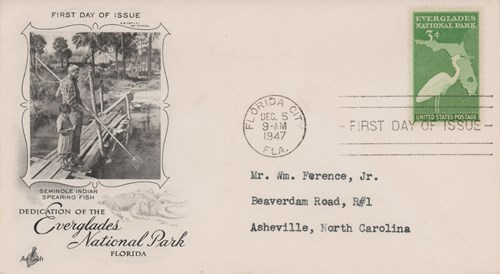 FIRST DAY OF ISSUE
SEMINOLE INDIAN
SPEARING FISH
DEDICATION OF THE
Everglades
National Park
FLORIDA
Art Craft
FLORIDA CITY
DEC. 5
9-AM
1947
FLA.
EVERGLADES
NATIONAL PARK
3¢
UNITED STATES POSTAGE
FIRST DAY OF ISSUE
Mr. Wm. Ference, Jr.
Beaverdam Road, R#1
Asheville, North Carolina